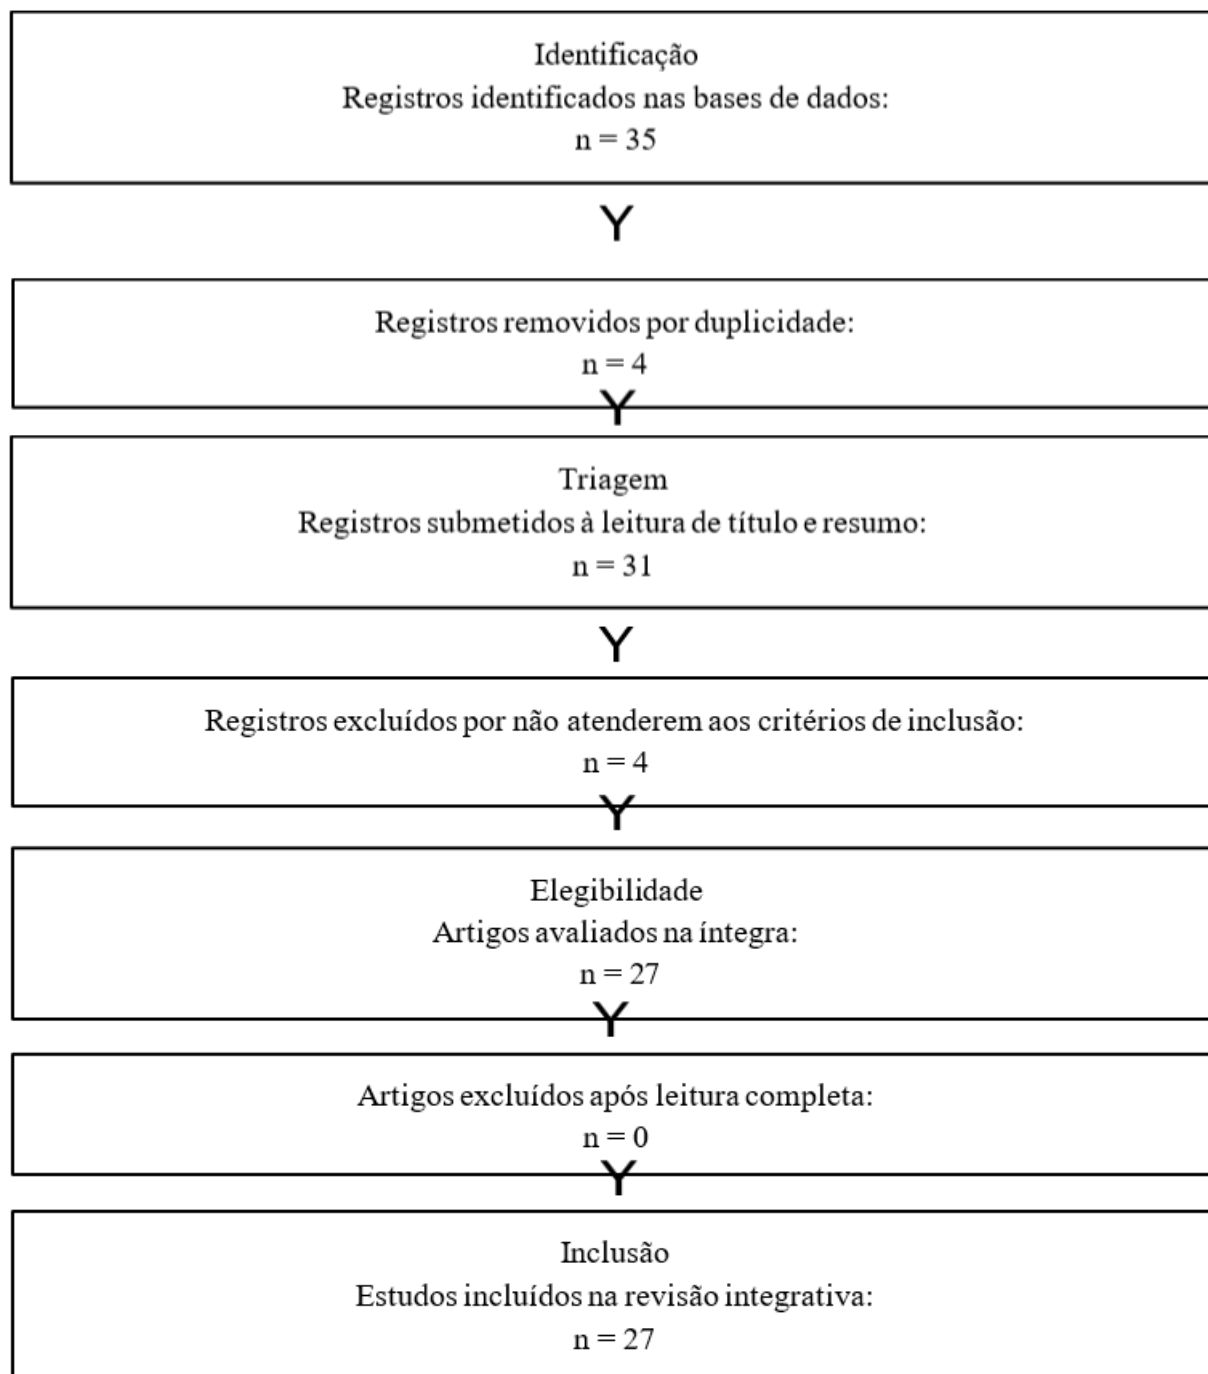 Identificação
Registros identificados nas bases de dados:
n = 35
Y
Registros removidos por duplicidade:
n = 4
Y
Triagem
Registros submetidos à leitura de título e resumo:
n = 31
Y
Registros excluídos por não atenderem aos critérios de inclusão:
n = 4
Y
Elegibilidade
Artigos avaliados na íntegra:
n = 27
Y
Artigos excluídos após leitura completa:
n = 0
Y
Inclusão
Estudos incluídos na revisão integrativa:
n = 27